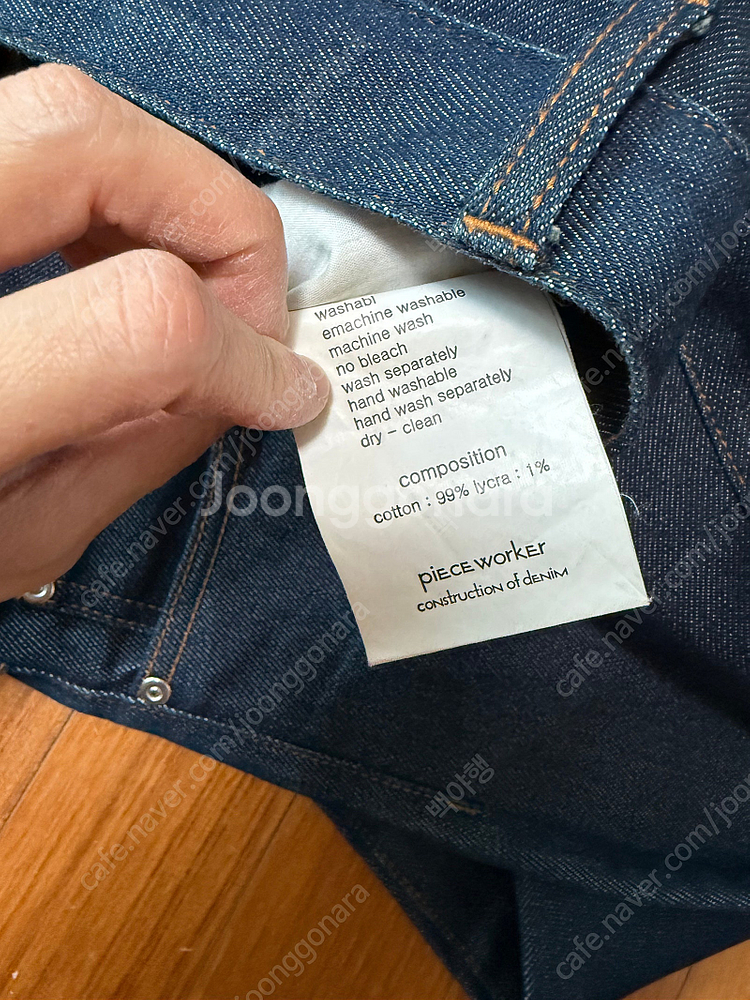 washabl
emachine washable
machine wash
no bleach
wash separately
hand washable
hand wash separately
dry - clean
composition
cotton : 99% lycra : 1%
piece worker
construction of denim
Joonggonara
cafe.naver.com/joonggonara